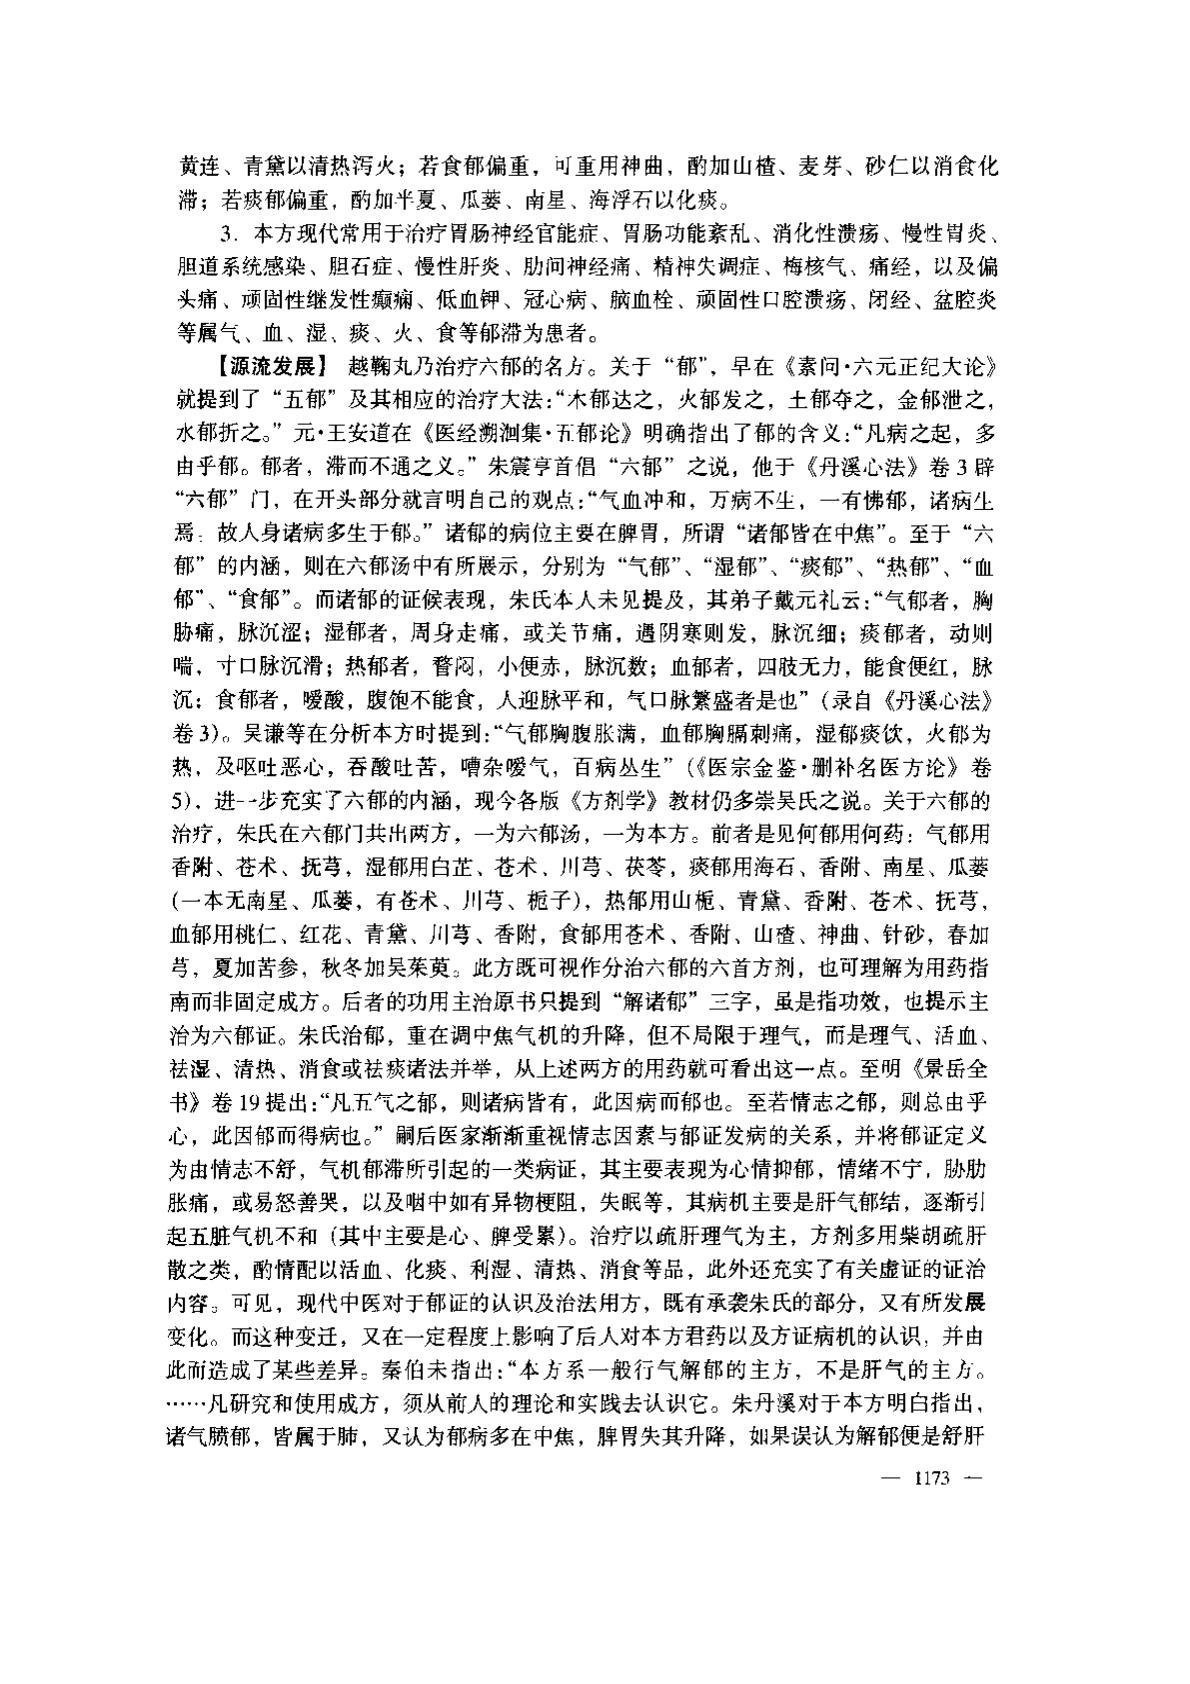 黄连、青黛以清热泻火；若食郁偏重，可重用神曲，酌加山楂、麦芽、砂仁以消食化
滞；若痰郁偏重，酌加半夏、瓜蒌、南星、海浮石以化痰。
3．本方现代常用于治疗胃肠神经官能症、胃肠功能紊乱、消化性溃疡、慢性胃炎、
胆道系统感染、胆石症、慢性肝炎、肋间神经痛、精神失调症、梅核气、痛经，以及偏
头痛、顽固性继发性癫痫、低血钾、冠心病、脑血栓、顽固性口腔溃疡、闭经、盆腔炎
等属气、血、湿、痰、火、食等郁滞为患者。
【源流发展】 越鞠丸乃治疗六郁的名方。关于“郁”，早在《素问·六元正纪大论》
就提到了“五郁”及其相应的治疗大法：“木郁达之，火郁发之，土郁夺之，金郁泄之，
水郁折之。”元·王安道在《医经溯洄集·五郁论》明确指出了郁的含义：“凡病之起，多
由乎郁。郁者，滞而不通之义。”朱震亨首倡“六郁”之说，他于《丹溪心法》卷3辟
“六郁”门，在开头部分就言明自己的观点：“气血冲和，万病不生，一有怫郁，诸病生
焉。故人身诸病多生于郁。”诸郁的病位主要在脾胃，所谓“诸郁皆在中焦”。至于“六
郁”的内涵，则在六郁汤中有所展示，分别为“气郁”、“湿郁”、“痰郁”、“热郁”、“血
郁”、“食郁”。而诸郁的证候表现，朱氏本人未见提及，其弟子戴元礼云：“气郁者，胸
胁痛，脉沉涩；湿郁者，周身走痛，或关节痛，遇阴寒则发，脉沉细；痰郁者，动则
喘，寸口脉沉滑；热郁者，瞀闷，小便赤，脉沉数；血郁者，四肢无力，能食便红，脉
沉；食郁者，嗳酸，腹饱不能食，人迎脉平和，气口脉繁盛者是也”（录自《丹溪心法》
卷3）。吴谦等在分析本方时提到：“气郁胸腹胀满，血郁胸膈刺痛，湿郁痰饮，火郁为
热，及呕吐恶心，吞酸吐苦，嘈杂嗳气，百病丛生”（《医宗金鉴·删补名医方论》卷
5），进一步充实了六郁的内涵，现今各版《方剂学》教材仍多崇吴氏之说。关于六郁的
治疗，朱氏在六郁门共出两方，一为六郁汤，一为本方。前者是见何郁用何药：气郁用
香附、苍术、抚芎，湿郁用白芷、苍术、川芎、茯苓，痰郁用海石、香附、南星、瓜蒌
（一本无南星、瓜蒌，有苍术、川芎、栀子），热郁用山栀、青黛、香附、苍术、抚芎，
血郁用桃仁、红花、青黛、川芎、香附，食郁用苍术、香附、山楂、神曲、针砂，春加
芎，夏加苦参，秋冬加吴茱萸。此方既可视作分治六郁的六首方剂，也可理解为用药指
南而非固定成方。后者的功用主治原书只提到“解诸郁”三字，虽是指功效，也提示主
治为六郁证。朱氏治郁，重在调中焦气机的升降，但不局限于理气，而是理气、活血、
祛湿、清热、消食或祛痰诸法并举，从上述两方的用药就可看出这一点。至明《景岳全
书》卷19提出：“凡五气之郁，则诸病皆有，此因病而郁也。至若情志之郁，则总由乎
心，此因郁而得病也。”嗣后医家渐渐重视情志因素与郁证发病的关系，并将郁证定义
为由情志不舒，气机郁滞所引起的一类病证，其主要表现为心情抑郁，情绪不宁，胁肋
胀痛，或易怒善哭，以及咽中如有异物梗阻，失眠等，其病机主要是肝气郁结，逐渐引
起五脏气机不和（其中主要是心、脾受累）。治疗以疏肝理气为主，方剂多用柴胡疏肝
散之类，酌情配以活血、化痰、利湿、清热、消食等品，此外还充实了有关虚证的证治
内容。可见，现代中医对于郁证的认识及治法用方，既有承袭朱氏的部分，又有所发展
变化。而这种变迁，又在一定程度上影响了后人对本方君药以及方证病机的认识，并由
此而造成了某些差异。秦伯未指出：“本方系一般行气解郁的主方，不是肝气的主方。
……凡研究和使用成方，须从前人的理论和实践去认识它。朱丹溪对于本方明白指出，
诸气膹郁，皆属于肺，又认为郁病多在中焦，脾胃失其升降，如果误认为解郁便是舒肝
— 1173 —